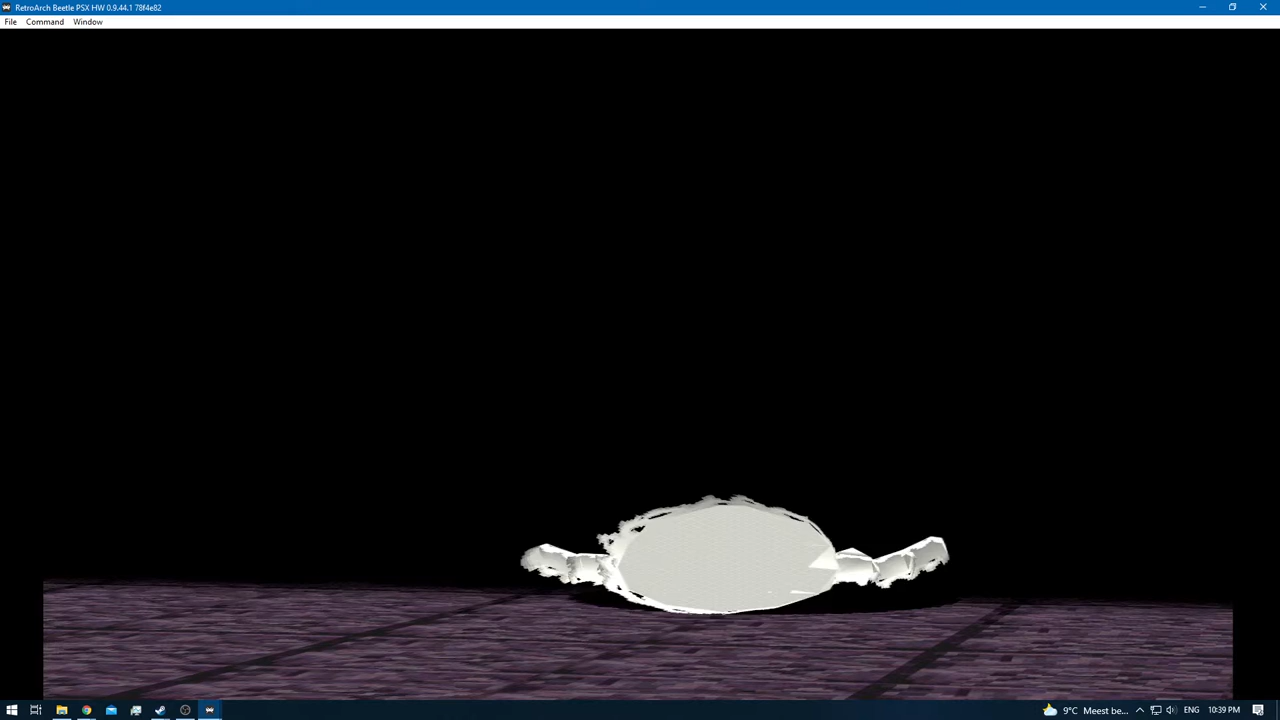 RetroArch Beetle PSX HW 0.9.44.1 78f4e82
File Command Window
9°C Meest be... ENG 10:39 PM